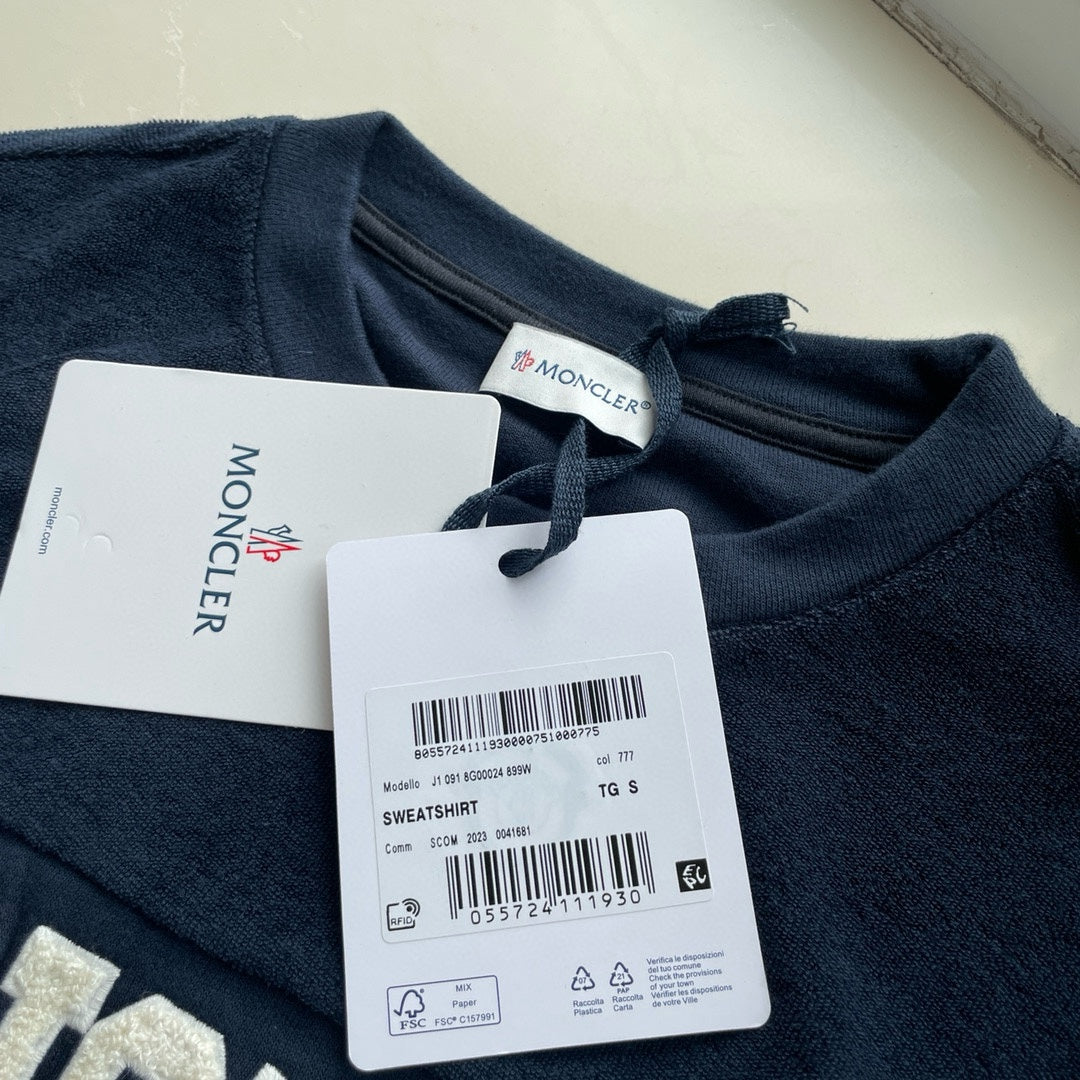 MONCLER®
MONCLER
moncler.com
8055724111930000751000775
Modello J1 091 8G00024 899W col 777
SWEATSHIRT TG S
Comm SCOM 2023 0041681
055724111930
RFID
EPC
FSC
MIX
Paper
FSC® C157991
07
Raccolta
Plastica
21
PAP
Raccolta
Carta
Verifica le disposizioni
del tuo comune
Check the provisions
of your town
Vérifier les dispositions
de votre Ville